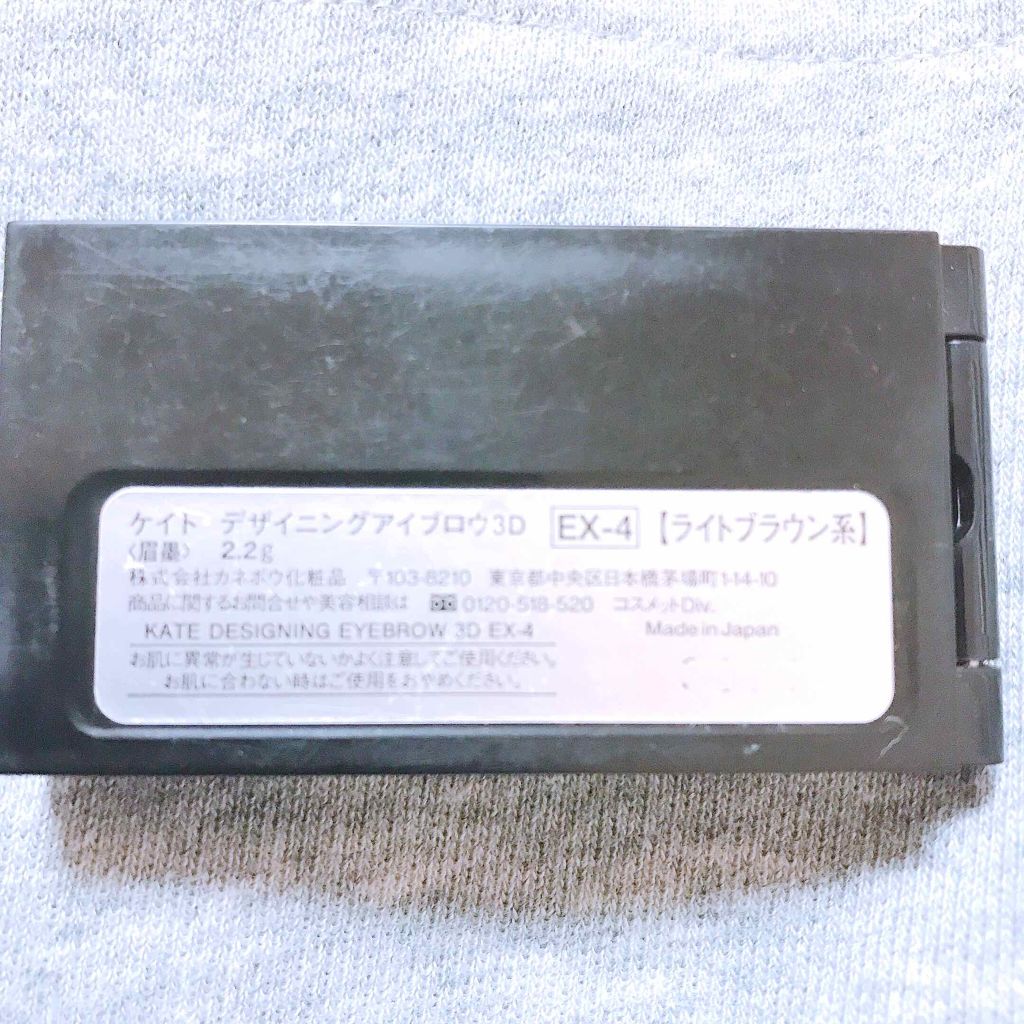 ケイト デザイニングアイブロウ3D EX-4 【ライトブラウン系】
〈眉墨〉 2.2g
株式会社カネボウ化粧品 〒103-8210 東京都中央区日本橋茅場町1-14-10
商品に関するお問合せや美容相談は 0120-518-520 コスメットDiv.
KATE DESIGNING EYEBROW 3D EX-4 Made in Japan
お肌に異常が生じていないかよく注意してご使用ください。
お肌に合わない時はご使用をおやめください。